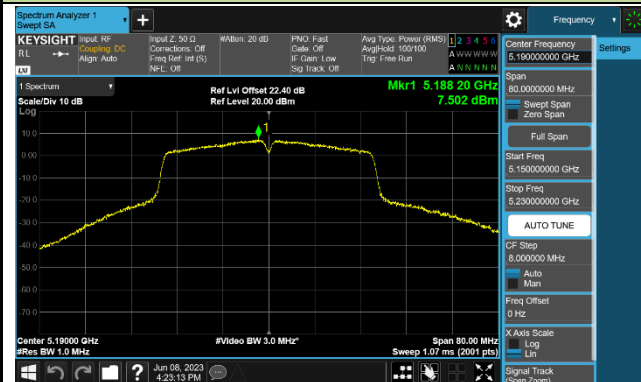 Spectrum Analyzer 1
Swept SA
+
Frequency
KEYSIGHT
RL
Input: RF
Coupling: DC
Align: Auto
Input Z: 50 Ω
Corrections: Off
Freq Ref: Int (S)
NFE: Off
#Atten: 20 dB
PNO: Fast
Gate: Off
IF Gain: Low
Sig Track: Off
Avg Type: Power (RMS)
Avg|Hold: 100/100
Trig: Free Run
1 2 3 4 5 6
A W W W W W
A N N N N N
1 Spectrum
Scale/Div 10 dB
Log
Ref Lvl Offset 22.40 dB
Ref Level 20.00 dBm
Mkr1 5.188 20 GHz
7.502 dBm
1
10.0
0.00
-10.0
-20.0
-30.0
-40.0
-50.0
-60.0
-70.0
Center 5.19000 GHz
#Res BW 1.0 MHz
#Video BW 3.0 MHz*
Span 80.00 MHz
Sweep 1.07 ms (2001 pts)
Center Frequency
5.190000000 GHz
Settings
Span
80.0000000 MHz
Swept Span
Zero Span
Full Span
Start Freq
5.150000000 GHz
Stop Freq
5.230000000 GHz
AUTO TUNE
CF Step
8.000000 MHz
Auto
Man
Freq Offset
0 Hz
X Axis Scale
Log
Lin
Signal Track
(Span Zoom)
?
Jun 08, 2023
4:23:13 PM